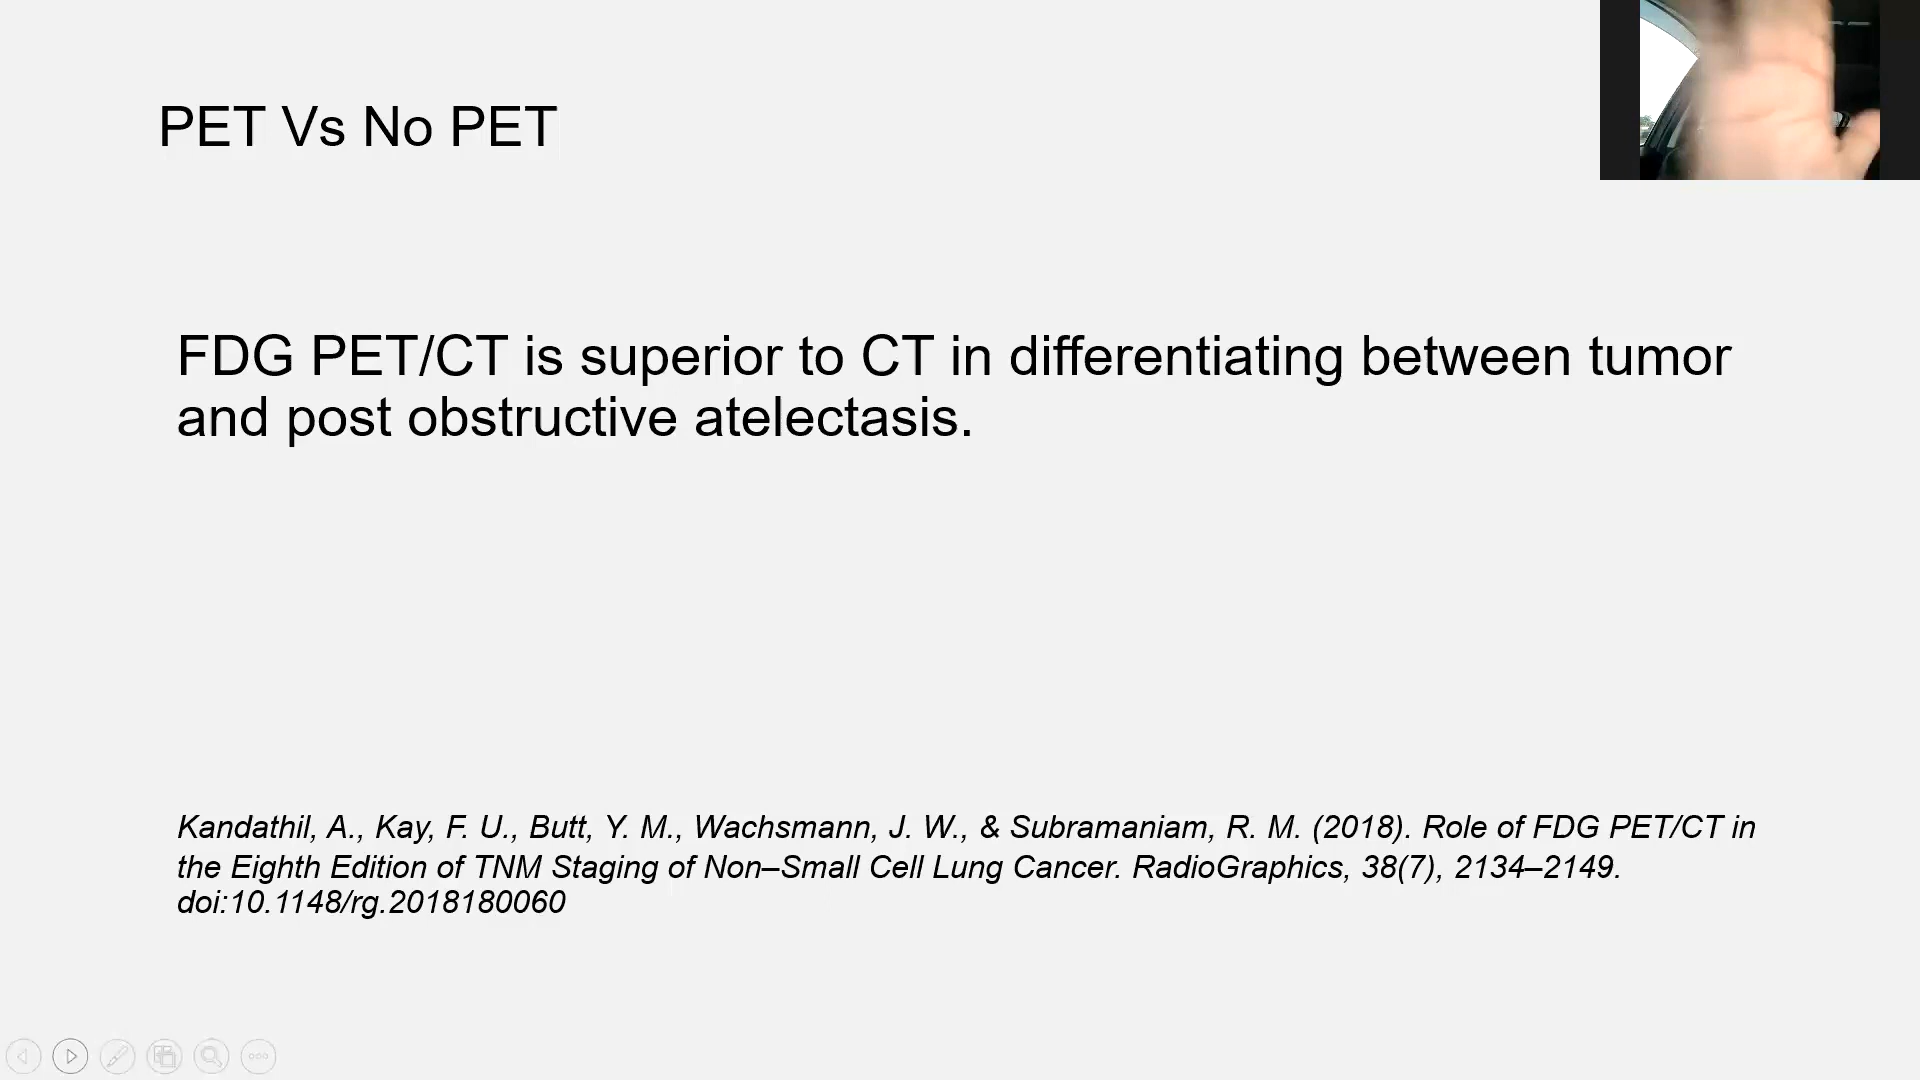 PET Vs No PET
FDG PET/CT is superior to CT in differentiating between tumor
and post obstructive atelectasis.
Kandathil, A., Kay, F. U., Butt, Y. M., Wachsmann, J. W., & Subramaniam, R. M. (2018). Role of FDG PET/CT in
the Eighth Edition of TNM Staging of Non–Small Cell Lung Cancer. RadioGraphics, 38(7), 2134–2149.
doi:10.1148/rg.2018180060